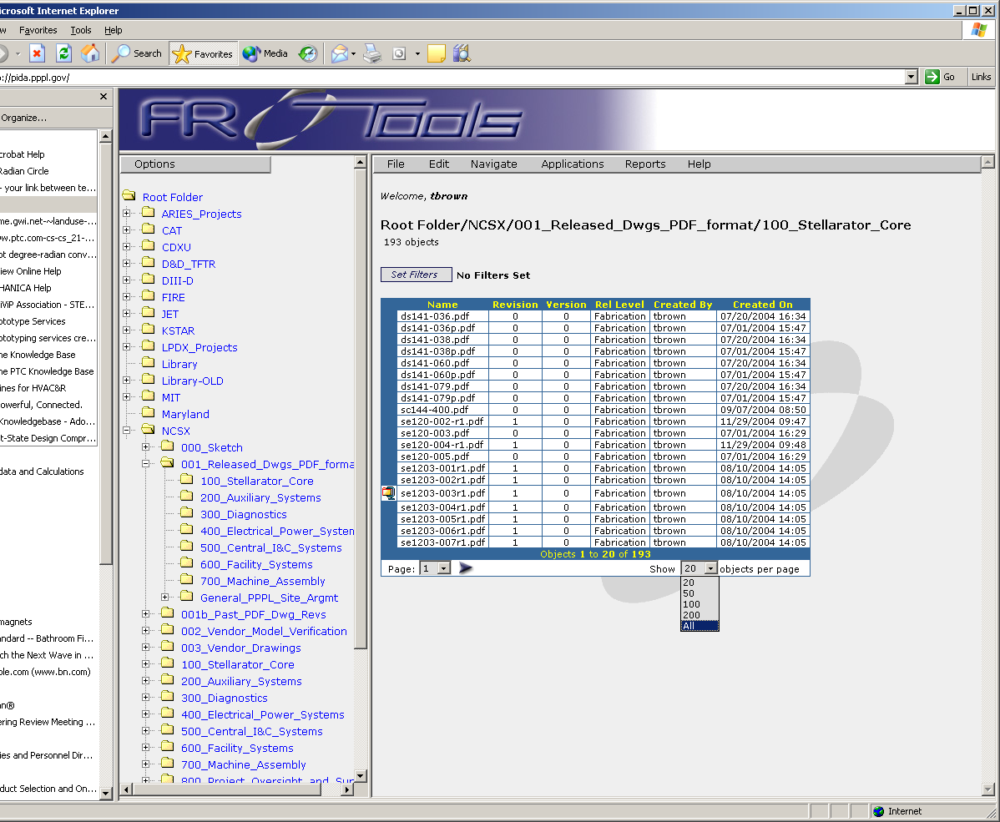 icrosoft Internet Explorer
w Favorites Tools Help
Search Favorites Media
://pida.pppl.gov/ Go Links
Organize...
crobat Help
Radian Circle
- your link between te...
me.gwi.net-~landuse-...
w.ptc.com-cs-cs_21-...
ot degree-radian conv...
iew Online Help
HANICA Help
iViP Association - STE...
ototype Services
ototyping services cre...
ne Knowledge Base
ne PTC Knowledge Base
ines for HVAC&R
owerful, Connected.
Knowledgebase - Ado...
t-State Design Compr...
data and Calculations
magnets
andard -- Bathroom Fi...
ch the Next Wave in ...
ble.com (www.bn.com)
an®
ering Review Meeting ...
ies and Personnel Dir...
duct Selection and On...
FROTools
Options
Root Folder
ARIES_Projects
CAT
CDXU
D&D_TFTR
DIII-D
FIRE
JET
KSTAR
LPDX_Projects
Library
Library-OLD
MIT
Maryland
NCSX
000_Sketch
001_Released_Dwgs_PDF_forma
100_Stellarator_Core
200_Auxiliary_Systems
300_Diagnostics
400_Electrical_Power_System
500_Central_I&C_Systems
600_Facility_Systems
700_Machine_Assembly
General_PPPL_Site_Argmt
001b_Past_PDF_Dwg_Revs
002_Vendor_Model_Verification
003_Vendor_Drawings
100_Stellarator_Core
200_Auxiliary_Systems
300_Diagnostics
400_Electrical_Power_Systems
500_Central_I&C_Systems
600_Facility_Systems
700_Machine_Assembly
800_Project_Oversight_and_Sup
File Edit Navigate Applications Reports Help
Welcome, tbrown
Root Folder/NCSX/001_Released_Dwgs_PDF_format/100_Stellarator_Core
193 objects
Set Filters No Filters Set
Name Revision Version Rel Level Created By Created On
ds141-036.pdf 0 0 Fabrication tbrown 07/20/2004 16:34
ds141-036p.pdf 0 0 Fabrication tbrown 07/01/2004 15:47
ds141-038.pdf 0 0 Fabrication tbrown 07/20/2004 16:34
ds141-038p.pdf 0 0 Fabrication tbrown 07/01/2004 15:47
ds141-060.pdf 0 0 Fabrication tbrown 07/20/2004 16:34
ds141-060p.pdf 0 0 Fabrication tbrown 07/01/2004 15:47
ds141-079.pdf 0 0 Fabrication tbrown 07/20/2004 16:34
ds141-079p.pdf 0 0 Fabrication tbrown 07/01/2004 15:47
sc144-400.pdf 0 0 Fabrication tbrown 09/07/2004 08:50
se120-002-r1.pdf 1 0 Fabrication tbrown 11/29/2004 09:47
se120-003.pdf 0 0 Fabrication tbrown 07/01/2004 16:29
se120-004-r1.pdf 1 0 Fabrication tbrown 11/29/2004 09:48
se120-005.pdf 0 0 Fabrication tbrown 07/01/2004 16:29
se1203-001r1.pdf 1 0 Fabrication tbrown 08/10/2004 14:05
se1203-002r1.pdf 1 0 Fabrication tbrown 08/10/2004 14:05
se1203-003r1.pdf 1 0 Fabrication tbrown 08/10/2004 14:05
se1203-004r1.pdf 1 0 Fabrication tbrown 08/10/2004 14:05
se1203-005r1.pdf 1 0 Fabrication tbrown 08/10/2004 14:05
se1203-006r1.pdf 1 0 Fabrication tbrown 08/10/2004 14:05
se1203-007r1.pdf 1 0 Fabrication tbrown 08/10/2004 14:05
Objects 1 to 20 of 193
Page: 1 Show 20 objects per page
20
50
100
200
All
Internet